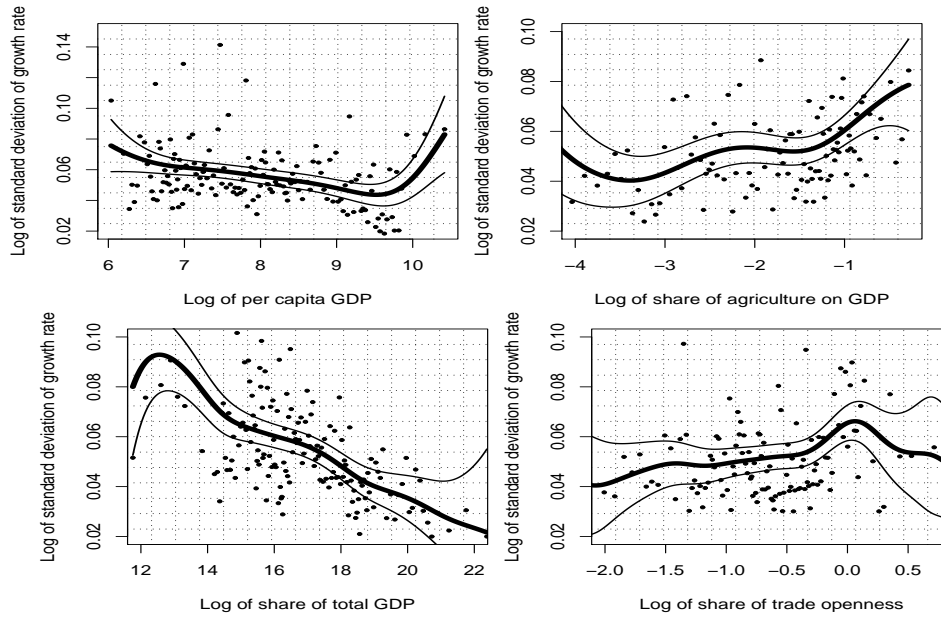 Log of standard deviation of growth rate
0.02 0.06 0.10 0.14
6 7 8 9 10
Log of per capita GDP
Log of standard deviation of growth rate
0.02 0.04 0.06 0.08 0.10
−4 −3 −2 −1
Log of share of agriculture on GDP
Log of standard deviation of growth rate
0.02 0.04 0.06 0.08 0.10
12 14 16 18 20 22
Log of share of total GDP
Log of standard deviation of growth rate
0.02 0.04 0.06 0.08 0.10
−2.0 −1.5 −1.0 −0.5 0.0 0.5
Log of share of trade openness